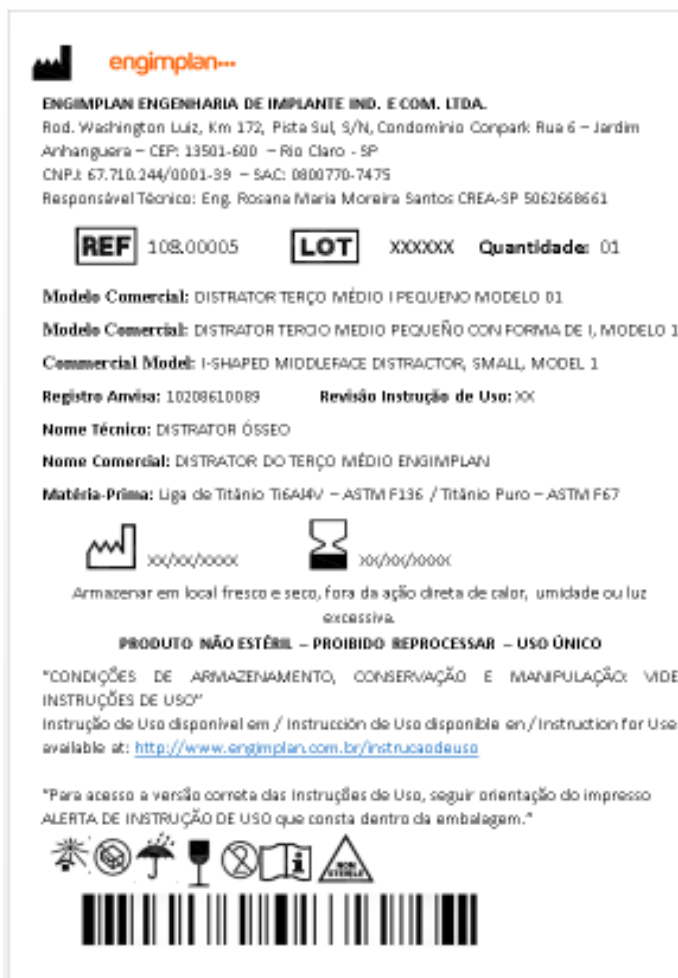 engimplan
ENGIMPLAN ENGENHARIA DE IMPLANTE IND. E COM. LTDA.
Rod. Washington Luiz, Km 172, Pista Sul, S/N, Condomínio Conpark Rua 6 – Jardim
Anhanguera – CEP: 13501-600 – Rio Claro - SP
CNPJ: 67.710.244/0001-39 – SAC: 0800770-7475
Responsável Técnico: Eng. Rosana Maria Moreira Santos CREA-SP 5062668661
REF 108.00005 LOT XXXXXX Quantidade: 01
Modelo Comercial: DISTRATOR TERÇO MÉDIO I PEQUENO MODELO 01
Modelo Comercial: DISTRATOR TERCIO MEDIO PEQUEÑO CON FORMA DE I, MODELO 1
Commercial Model: I-SHAPED MIDDLEFACE DISTRACTOR, SMALL, MODEL 1
Registro Anvisa: 10208610089 Revisão Instrução de Uso: XX
Nome Técnico: DISTRATOR ÓSSEO
Nome Comercial: DISTRATOR DO TERÇO MÉDIO ENGIMPLAN
Matéria-Prima: Liga de Titânio Ti6Al4V – ASTM F136 / Titânio Puro – ASTM F67
xx/xx/xxxx xx/xx/xxxx
Armazenar em local fresco e seco, fora da ação direta de calor, umidade ou luz
excessiva.
PRODUTO NÃO ESTÉRIL – PROIBIDO REPROCESSAR – USO ÚNICO
"CONDIÇÕES DE ARMAZENAMENTO, CONSERVAÇÃO E MANIPULAÇÃO: VIDE
INSTRUÇÕES DE USO"
Instrução de Uso disponível em / Instrucción de Uso disponible en / Instruction for Use
available at: http://www.engimplan.com.br/instrucaodeuso
"Para acesso a versão correta das Instruções de Uso, seguir orientação do impresso
ALERTA DE INSTRUÇÃO DE USO que consta dentro da embalagem."
NON STERILE